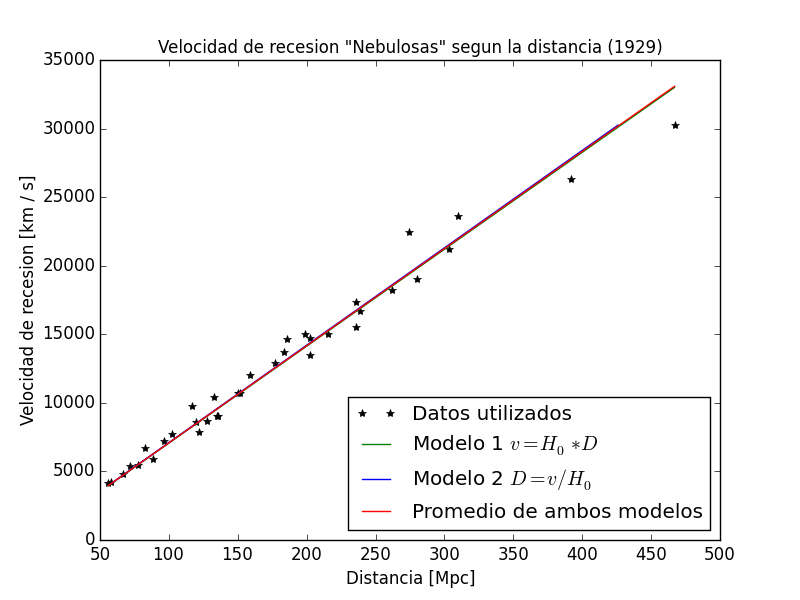 Velocidad de recesion "Nebulosas" segun la distancia (1929)
35000
30000
25000
20000
15000
10000
5000
0
Velocidad de recesion [km / s]
Datos utilizados
Modelo 1 v=H₀ *D
Modelo 2 D=v/H₀
Promedio de ambos modelos
50 100 150 200 250 300 350 400 450 500
Distancia [Mpc]